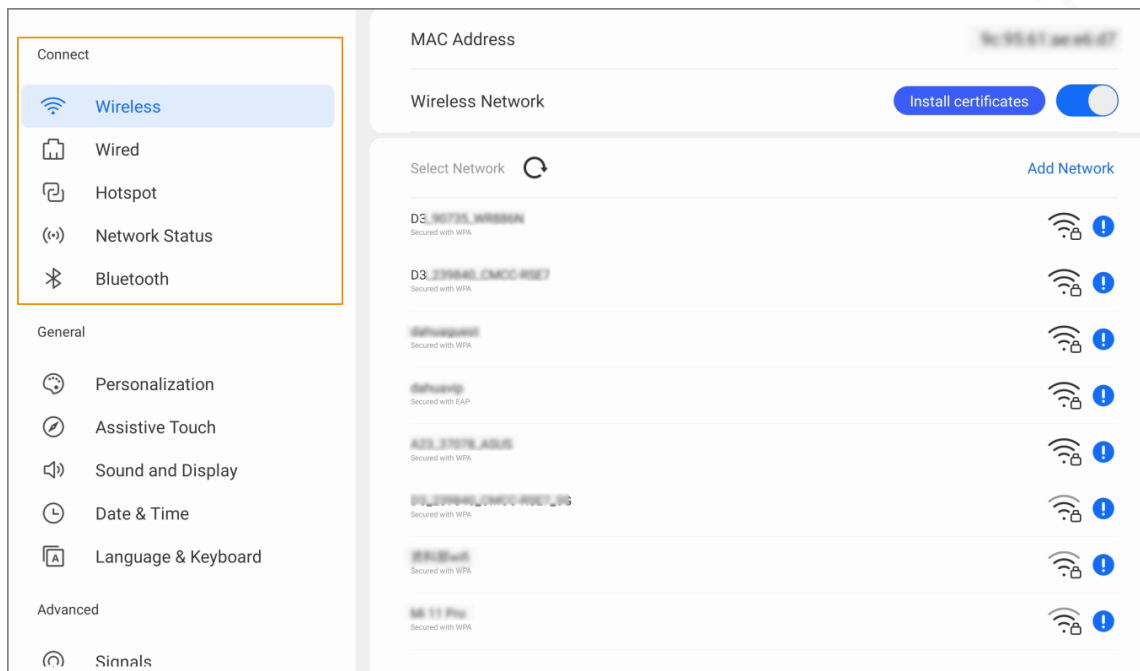 Connect
Wireless
Wired
Hotspot
Network Status
Bluetooth
General
Personalization
Assistive Touch
Sound and Display
Date & Time
Language & Keyboard
Advanced
Signals
MAC Address
Wireless Network
Install certificates
Select Network
Add Network
Secured with WPA
Secured with WPA
Secured with WPA
Secured with EAP
Secured with WPA
Secured with WPA
Secured with WPA
Secured with WPA